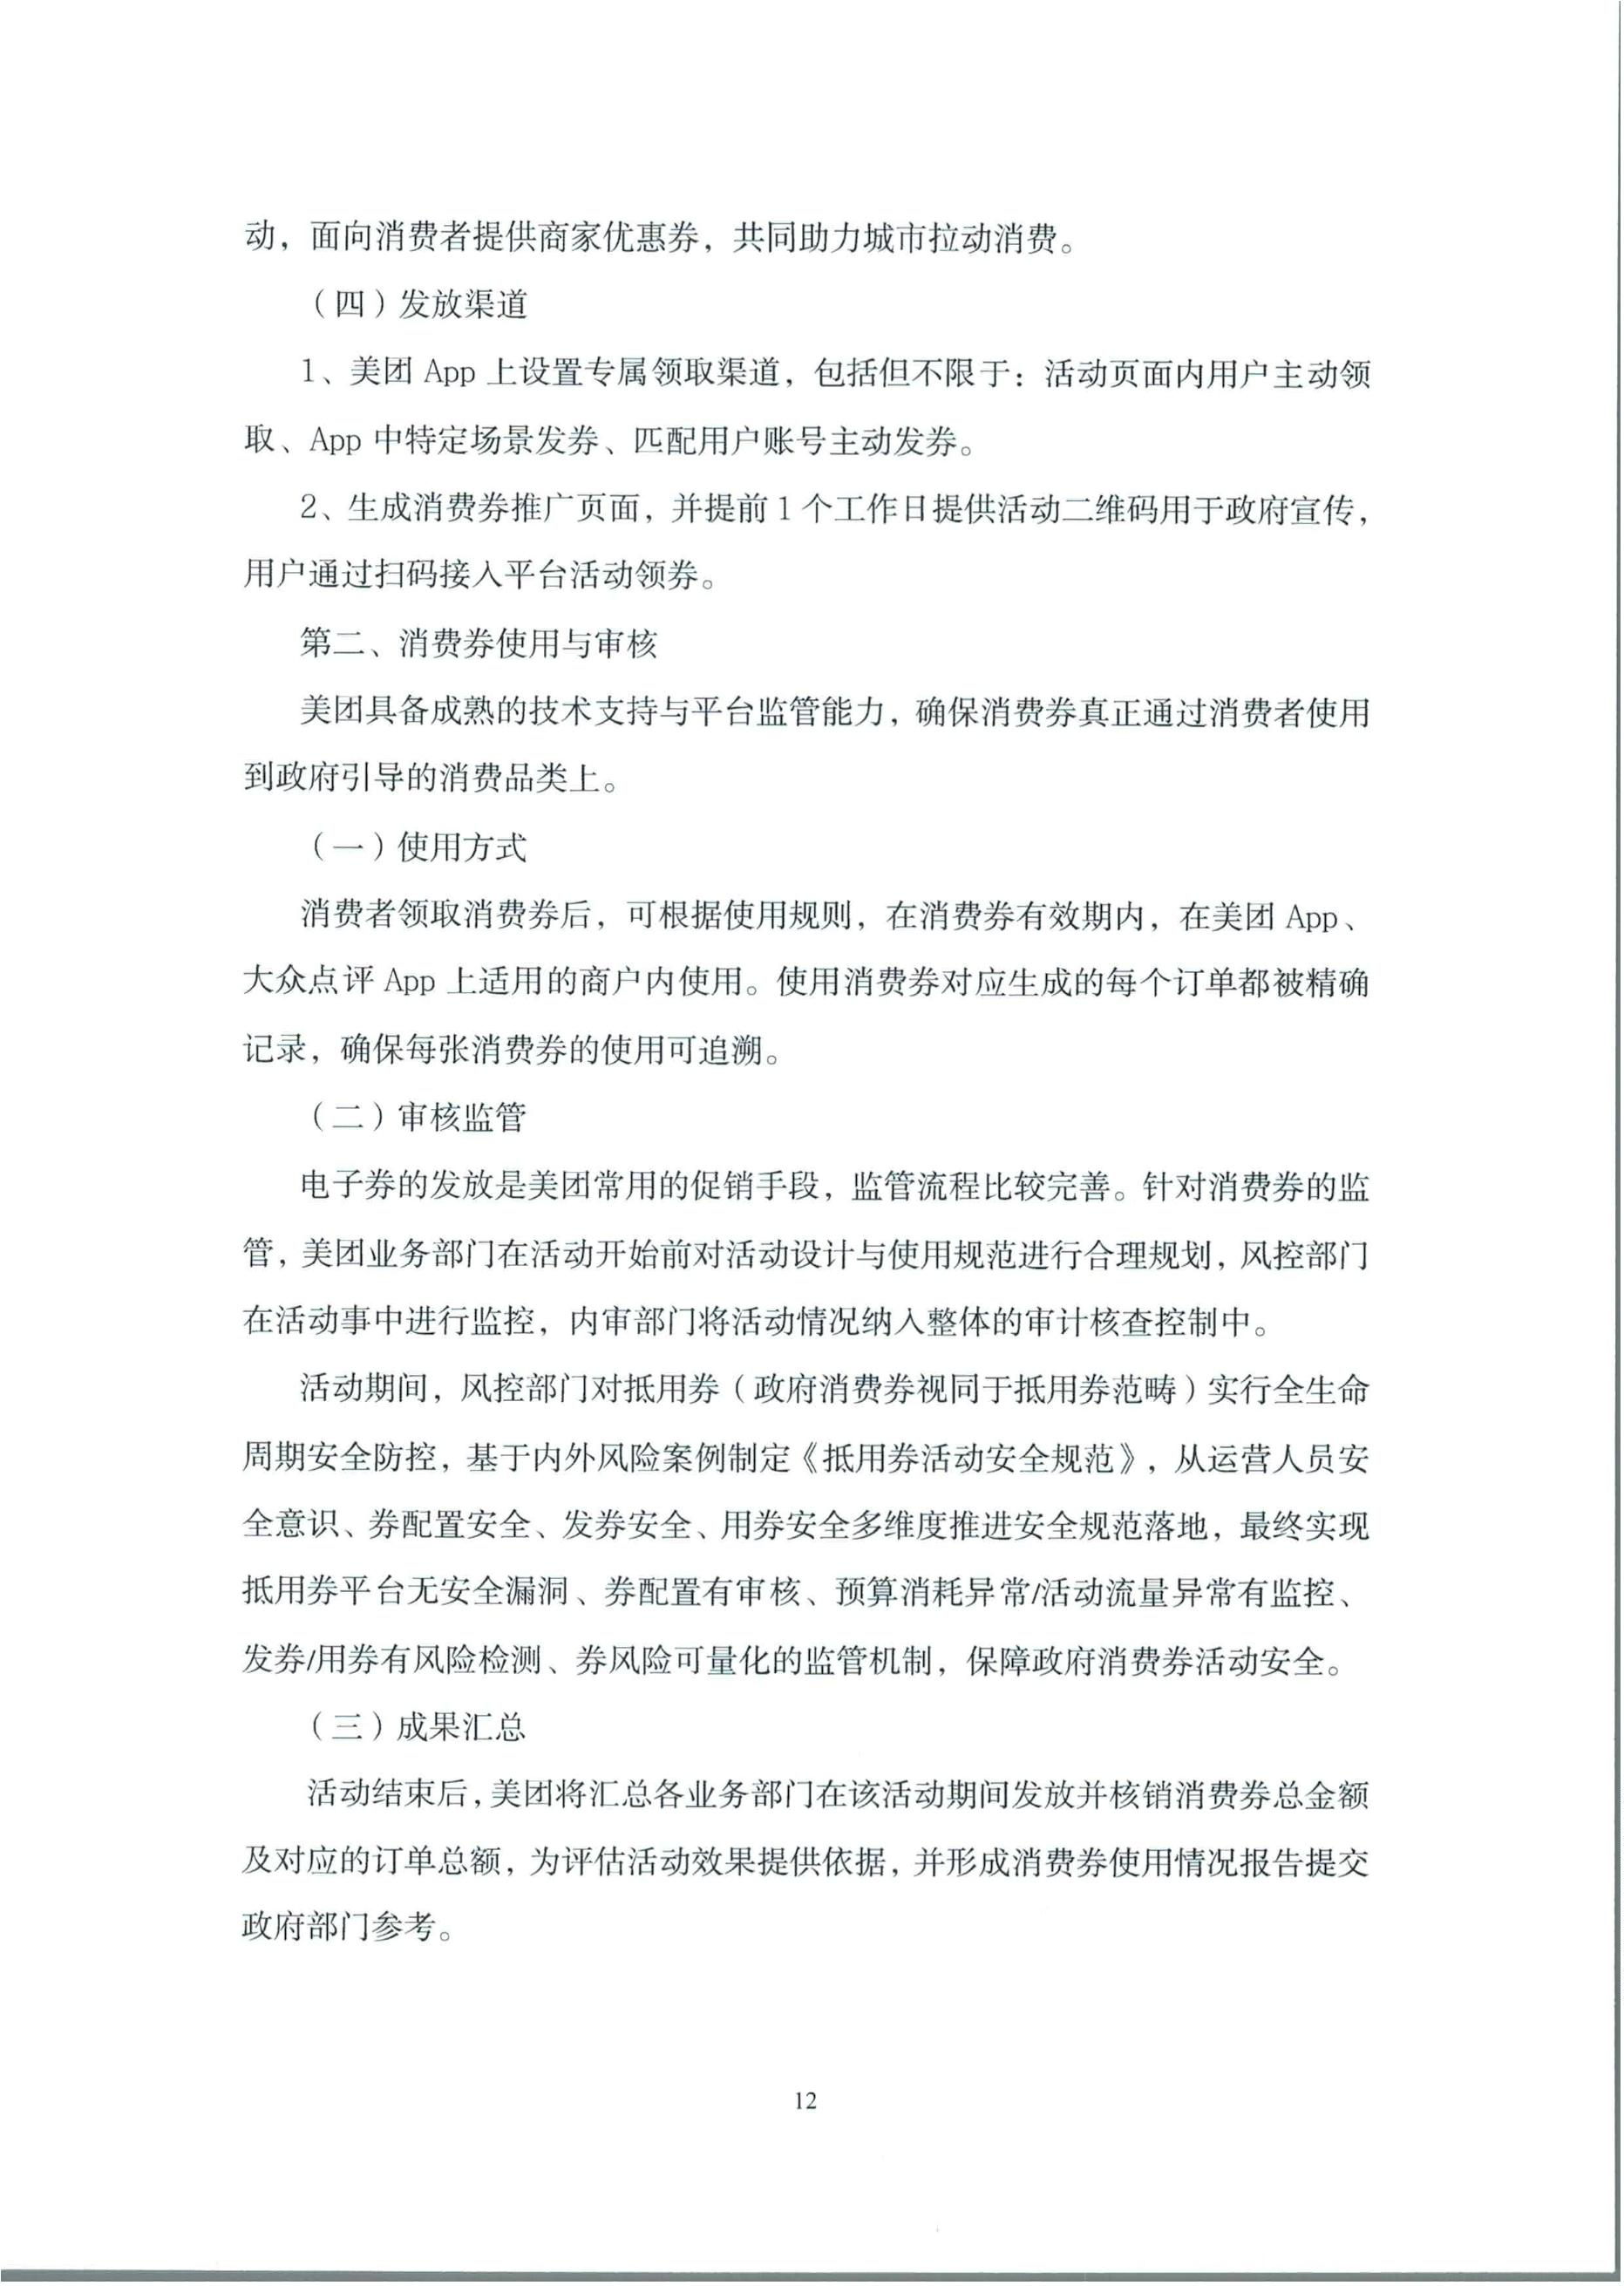 动，面向消费者提供商家优惠券，共同助力城市拉动消费。
（四）发放渠道
1、美团 App 上设置专属领取渠道，包括但不限于：活动页面内用户主动领
取、App 中特定场景发券、匹配用户账号主动发券。
2、生成消费券推广页面，并提前 1 个工作日提供活动二维码用于政府宣传，
用户通过扫码接入平台活动领券。
第二、消费券使用与审核
美团具备成熟的技术支持与平台监管能力，确保消费券真正通过消费者使用
到政府引导的消费品类上。
（一）使用方式
消费者领取消费券后，可根据使用规则，在消费券有效期内，在美团 App、
大众点评 App 上适用的商户内使用。使用消费券对应生成的每个订单都被精确
记录，确保每张消费券的使用可追溯。
（二）审核监管
电子券的发放是美团常用的促销手段，监管流程比较完善。针对消费券的监
管，美团业务部门在活动开始前对活动设计与使用规范进行合理规划，风控部门
在活动事中进行监控，内审部门将活动情况纳入整体的审计核查控制中。
活动期间，风控部门对抵用券（政府消费券视同于抵用券范畴）实行全生命
周期安全防控，基于内外风险案例制定《抵用券活动安全规范》，从运营人员安
全意识、券配置安全、发券安全、用券安全多维度推进安全规范落地，最终实现
抵用券平台无安全漏洞、券配置有审核、预算消耗异常/活动流量异常有监控、
发券/用券有风险检测、券风险可量化的监管机制，保障政府消费券活动安全。
（三）成果汇总
活动结束后，美团将汇总各业务部门在该活动期间发放并核销消费券总金额
及对应的订单总额，为评估活动效果提供依据，并形成消费券使用情况报告提交
政府部门参考。
12